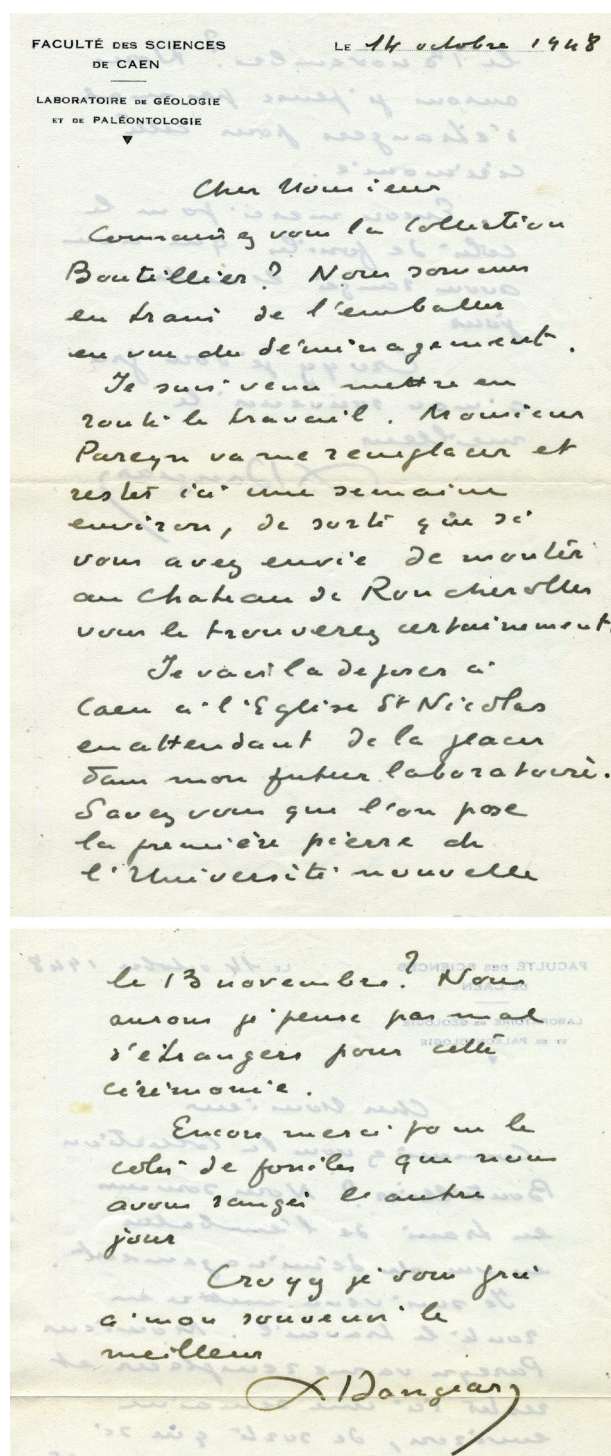 FACULTÉ DES SCIENCES
DE CAEN
LABORATOIRE DE GÉOLOGIE
ET DE PALÉONTOLOGIE
LE 14 octobre 1948
Cher Monsieur
Connaissez vous la Collection
Boutillier? Nous sommes
en train de l'emballer
en vue du déménagement.
Je suis venu mettre en
route le travail. Monsieur
Pareyn va me remplacer et
rester ici une semaine
environ, de sorte que si
vous avez envie de monter
au Chateau de Roncherolles
vous le trouverez certainement.
Je vais la deposer à
Caen à l'Eglise St Nicolas
en attendant de la placer
dans mon futur laboratoire.
Savez vous que l'on pose
la première pierre de
l'Université nouvelle
le 13 novembre? Nous
aurons je pense pas mal
d'étrangers pour cette
cérémonie.
Encore merci pour le
colis de fossiles que nous
avons rangé l'autre
jour
Croyez je vous prie
à mon souvenir le
meilleur
L Dangeard